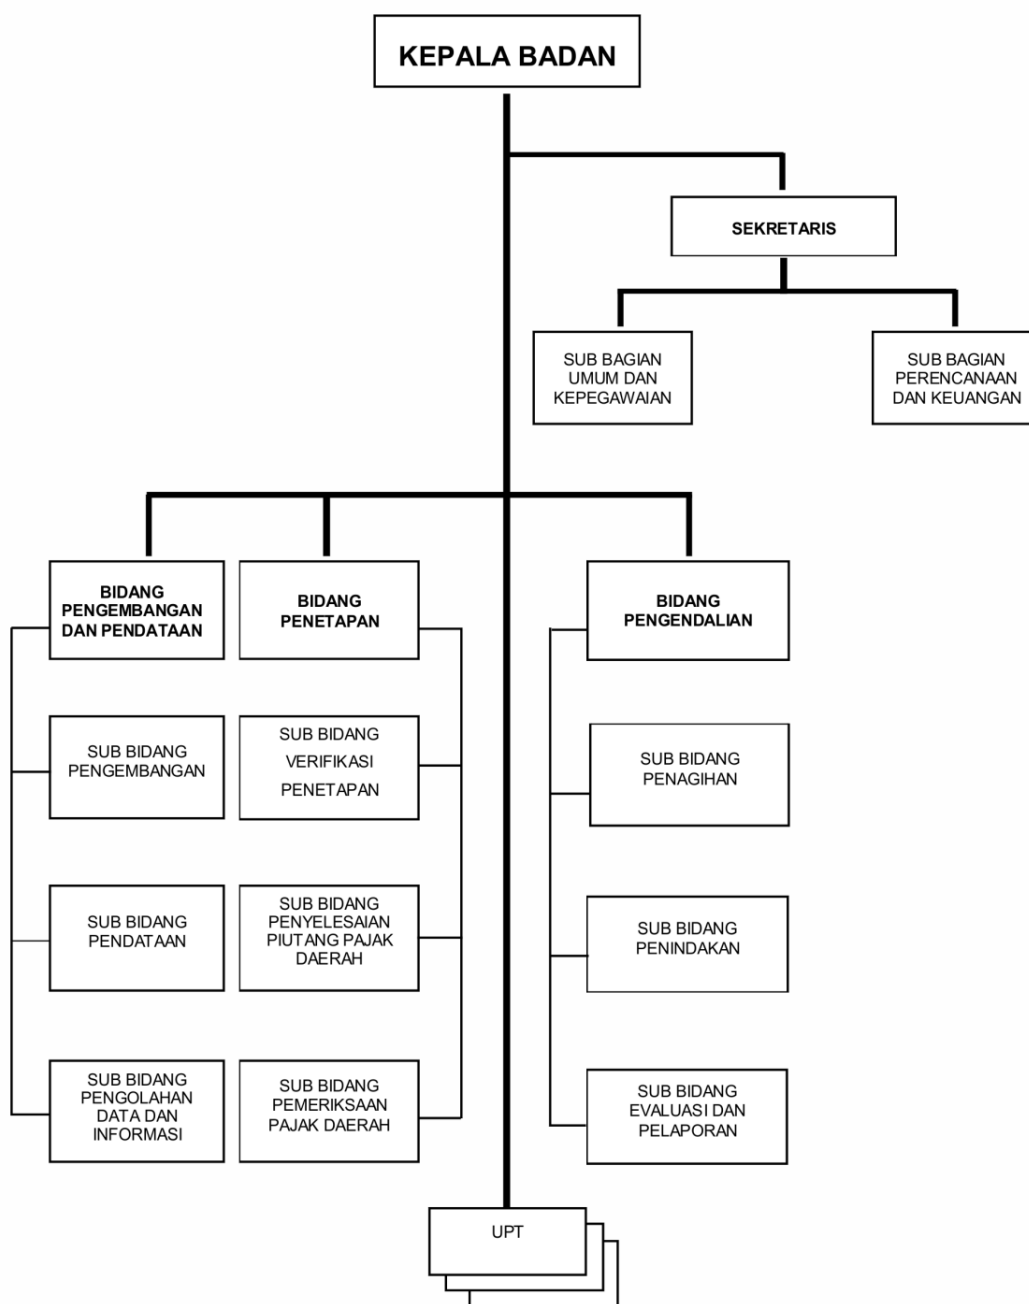 KEPALA BADAN
SEKRETARIS
SUB BAGIAN
UMUM DAN
KEPEGAWAIAN
SUB BAGIAN
PERENCANAAN
DAN KEUANGAN
BIDANG
PENGEMBANGAN
DAN PENDATAAN
BIDANG
PENETAPAN
BIDANG
PENGENDALIAN
SUB BIDANG
PENGEMBANGAN
SUB BIDANG
VERIFIKASI
PENETAPAN
SUB BIDANG
PENAGIHAN
SUB BIDANG
PENDATAAN
SUB BIDANG
PENYELESAIAN
PIUTANG PAJAK
DAERAH
SUB BIDANG
PENINDAKAN
SUB BIDANG
PENGOLAHAN
DATA DAN
INFORMASI
SUB BIDANG
PEMERIKSAAN
PAJAK DAERAH
SUB BIDANG
EVALUASI DAN
PELAPORAN
UPT